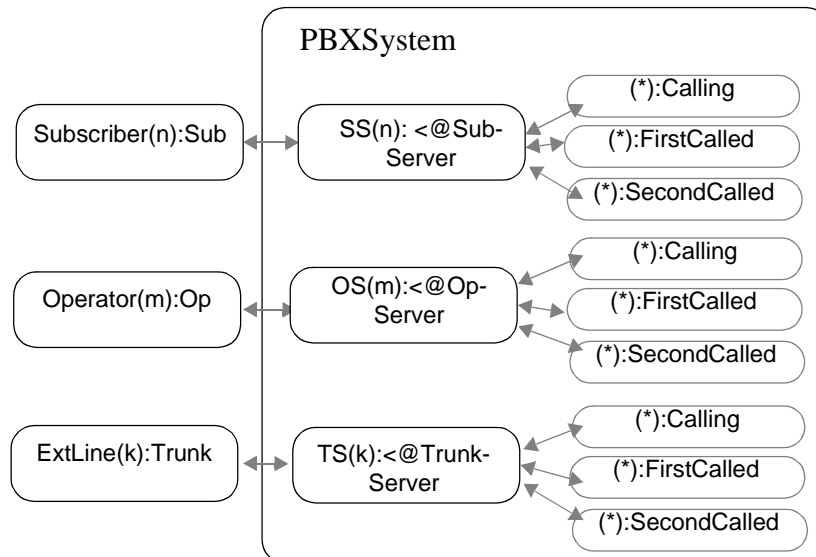 PBXSystem
(*):Calling
Subscriber(n):Sub
SS(n): <@Sub-
Server
(*):FirstCalled
(*):SecondCalled
(*):Calling
Operator(m):Op
OS(m):<@Op-
Server
(*):FirstCalled
(*):SecondCalled
(*):Calling
ExtLine(k):Trunk
TS(k):<@Trunk-
Server
(*):FirstCalled
(*):SecondCalled